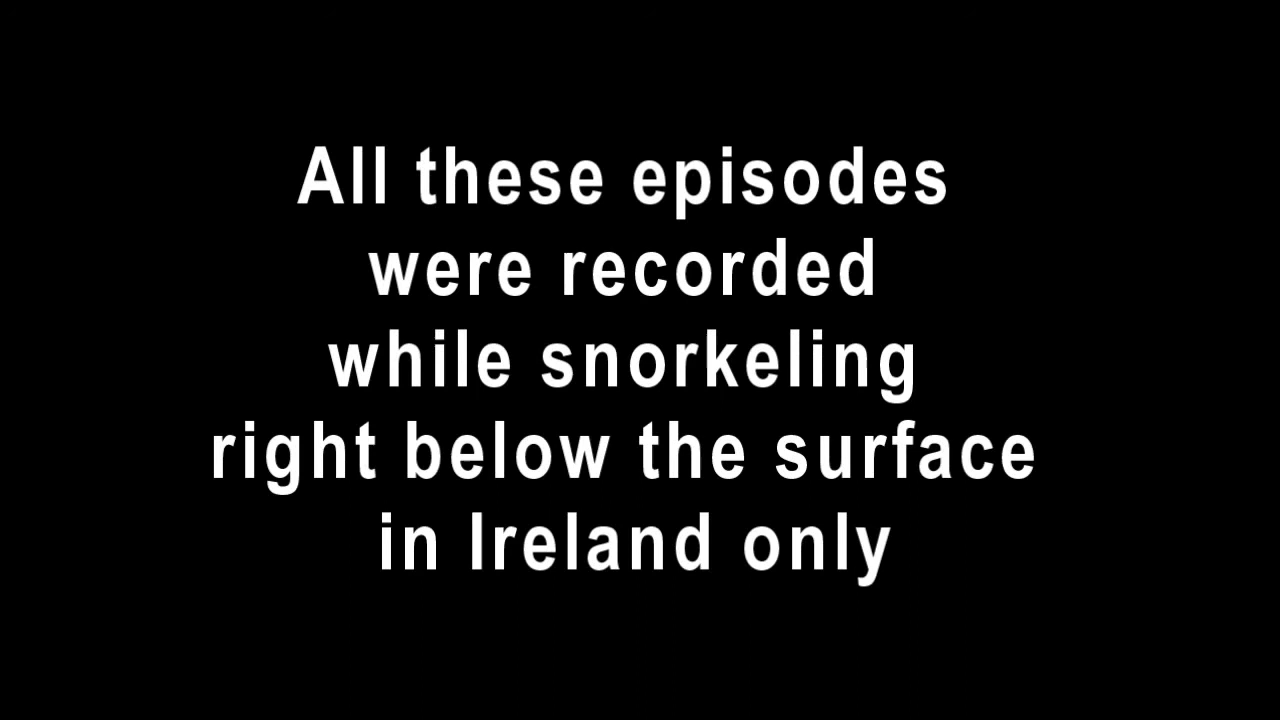 All these episodes
were recorded
while snorkeling
right below the surface
in Ireland only